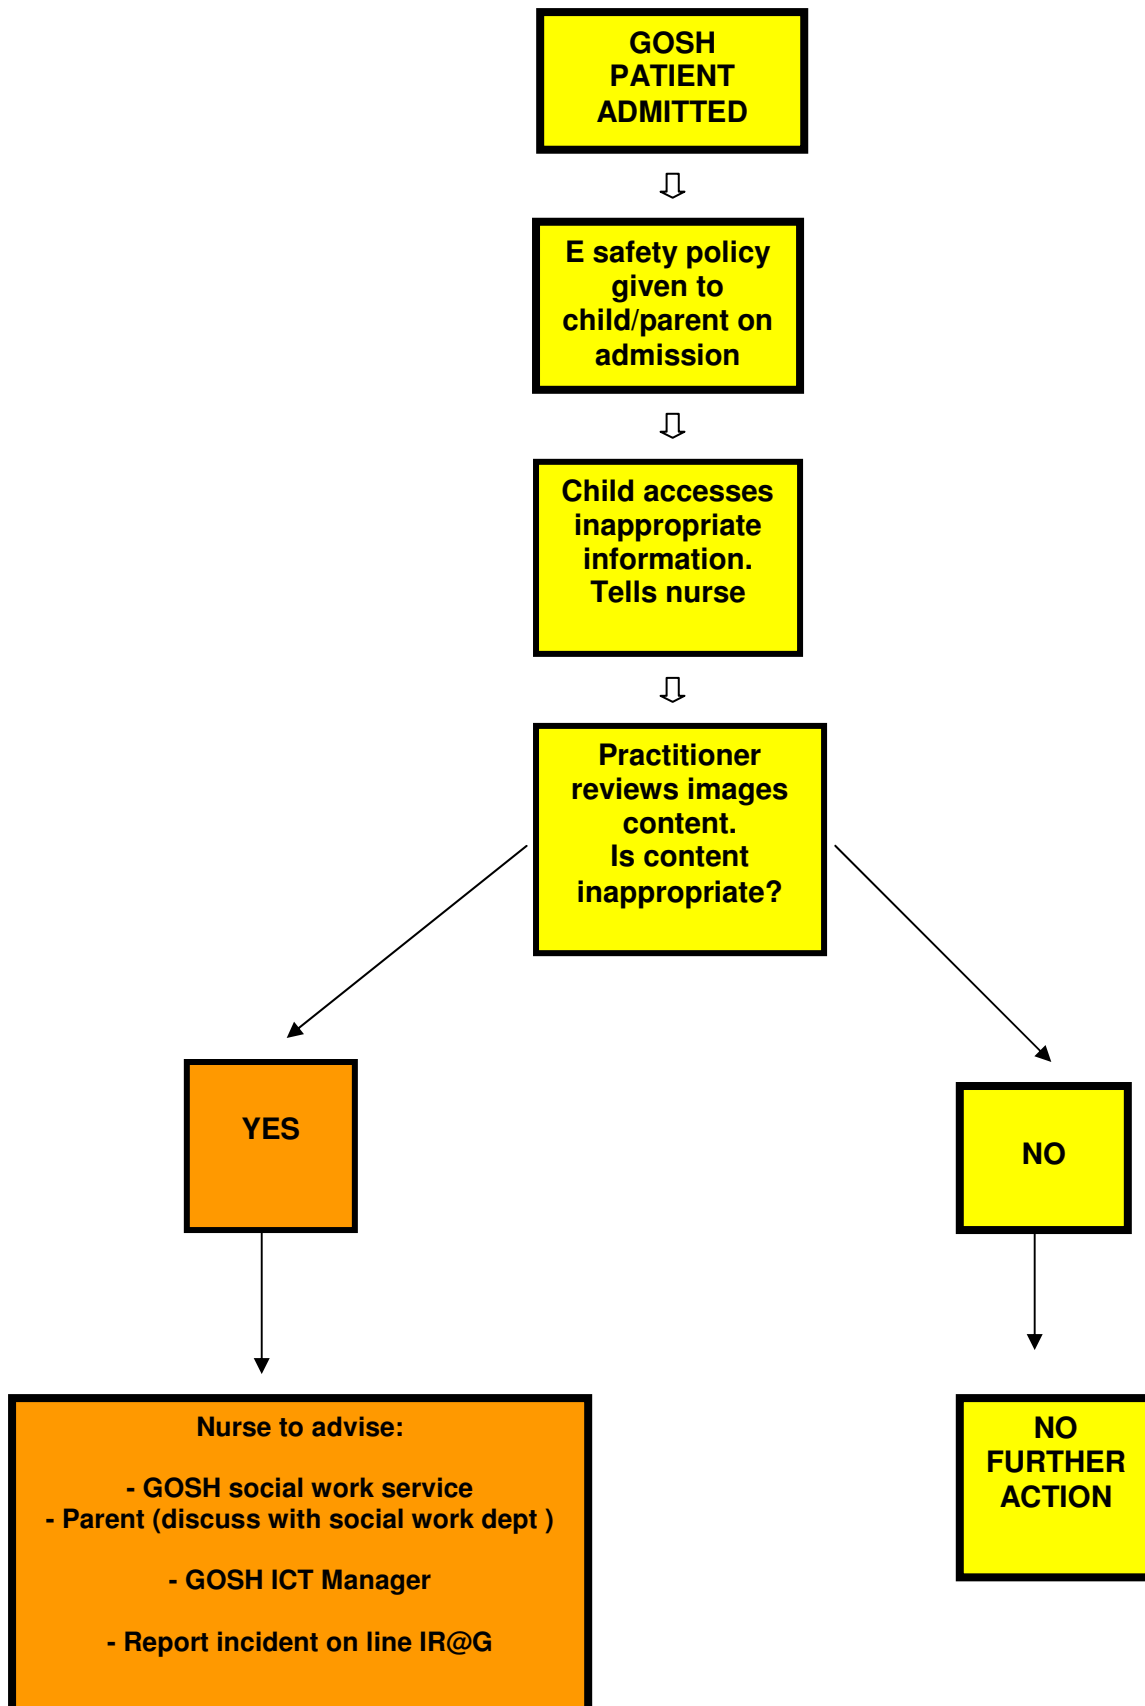 GOSH
PATIENT
ADMITTED
E safety policy
given to
child/parent on
admission
Child accesses
inappropriate
information.
Tells nurse
Practitioner
reviews images
content.
Is content
inappropriate?
YES
NO
Nurse to advise:
- GOSH social work service
- Parent (discuss with social work dept )
- GOSH ICT Manager
- Report incident on line IR@G
NO
FURTHER
ACTION